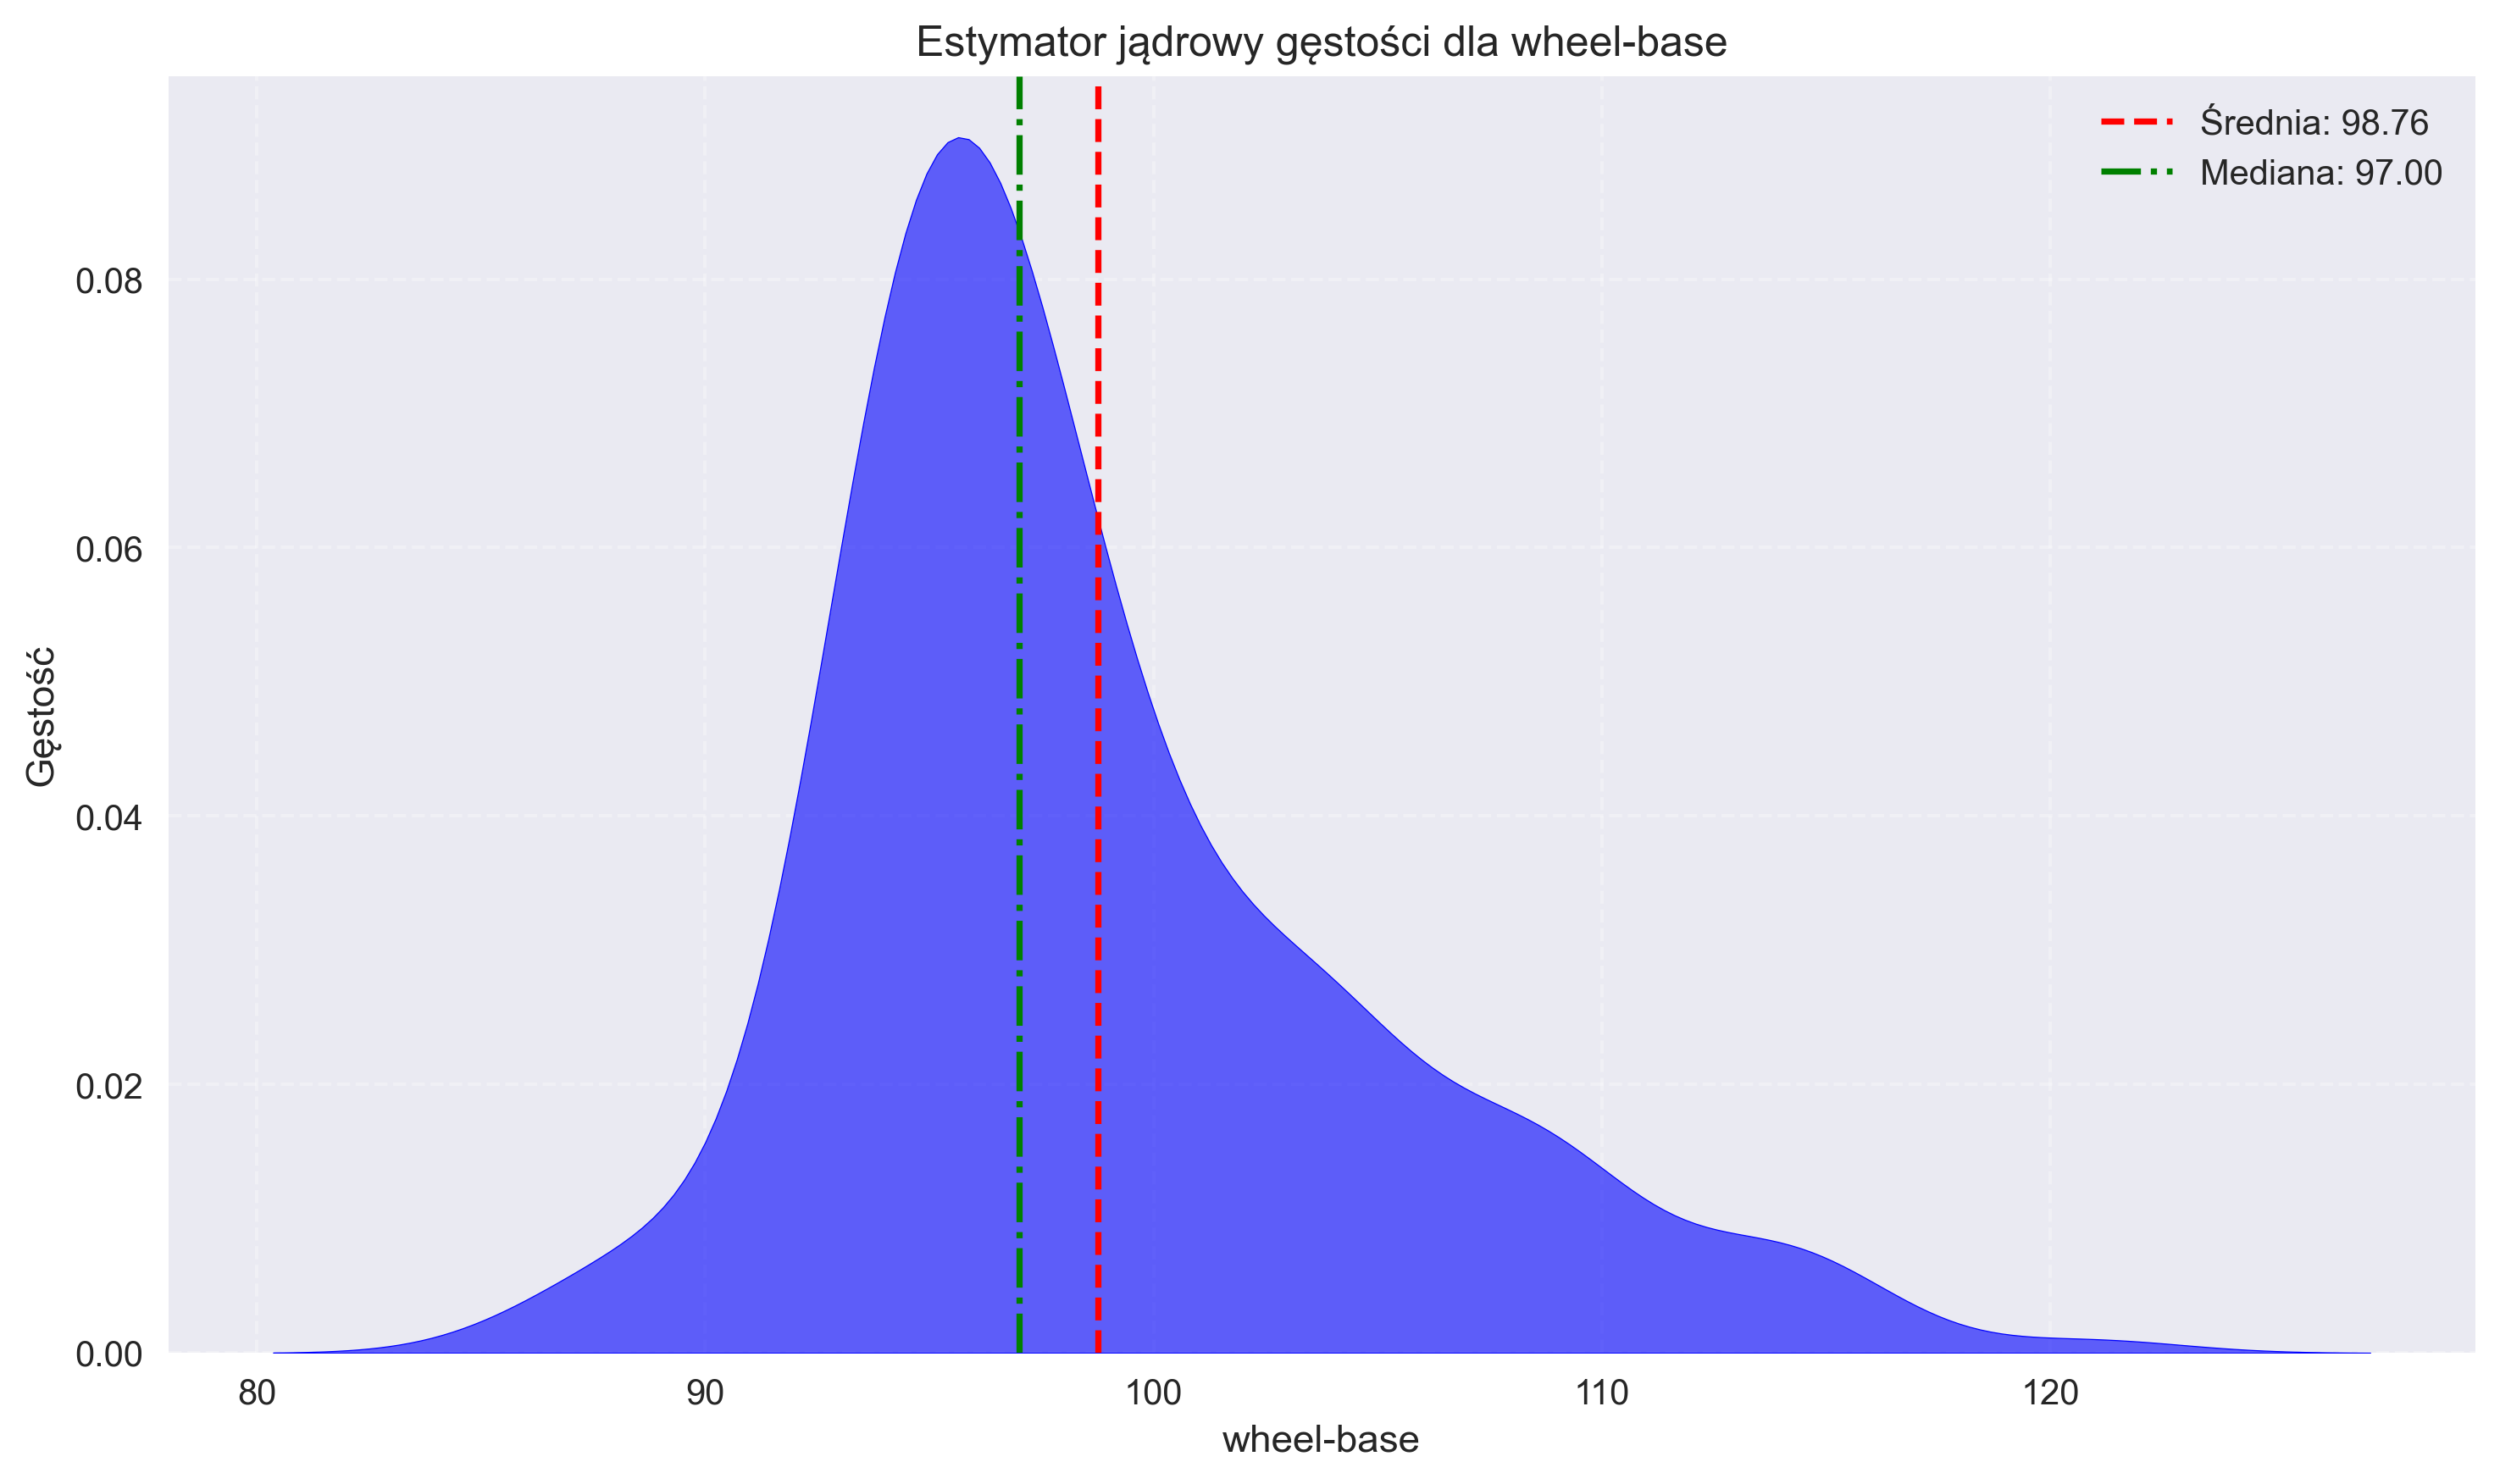 Estymator jądrowy gęstości dla wheel-base
Średnia: 98.76
Mediana: 97.00
Gęstość
0.08
0.06
0.04
0.02
0.00
80 90 100 110 120
wheel-base